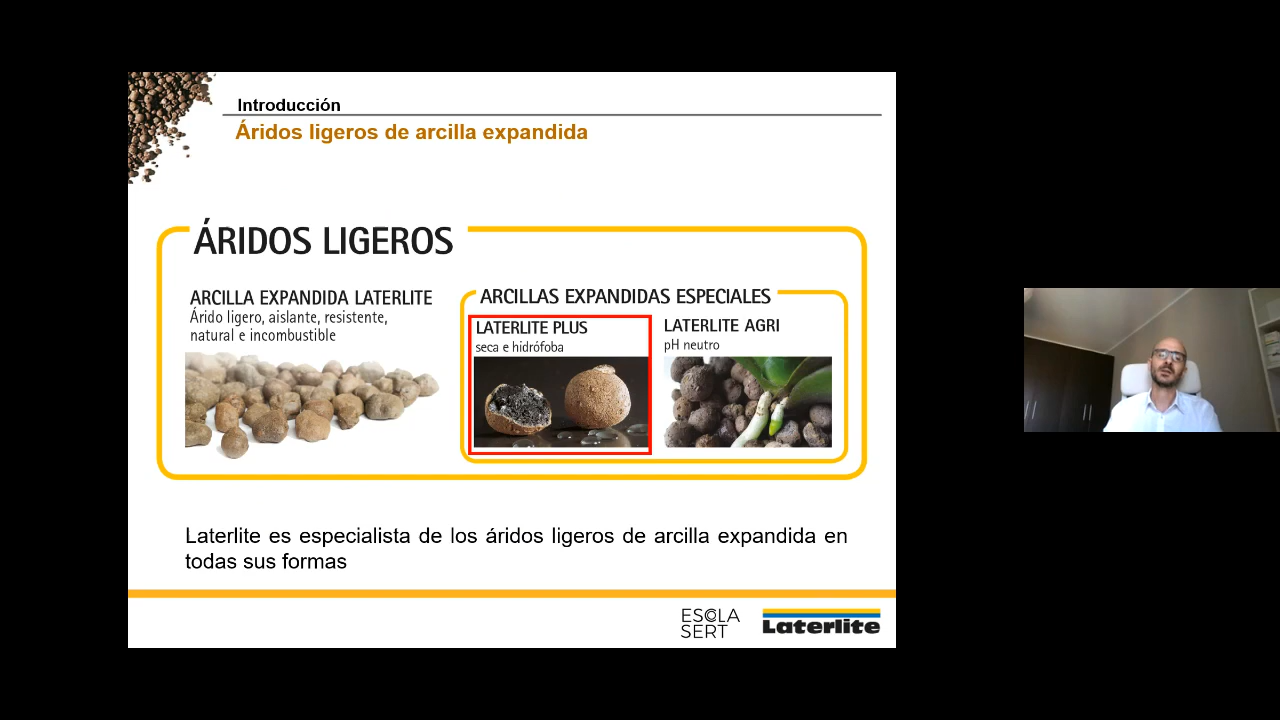 Introducción
Áridos ligeros de arcilla expandida
ÁRIDOS LIGEROS
ARCILLA EXPANDIDA LATERLITE
Árido ligero, aislante, resistente,
natural e incombustible
ARCILLAS EXPANDIDAS ESPECIALES
LATERLITE PLUS
seca e hidrófoba
LATERLITE AGRI
pH neutro
Laterlite es especialista de los áridos ligeros de arcilla expandida en
todas sus formas
ESCOLA
SERT
Laterlite